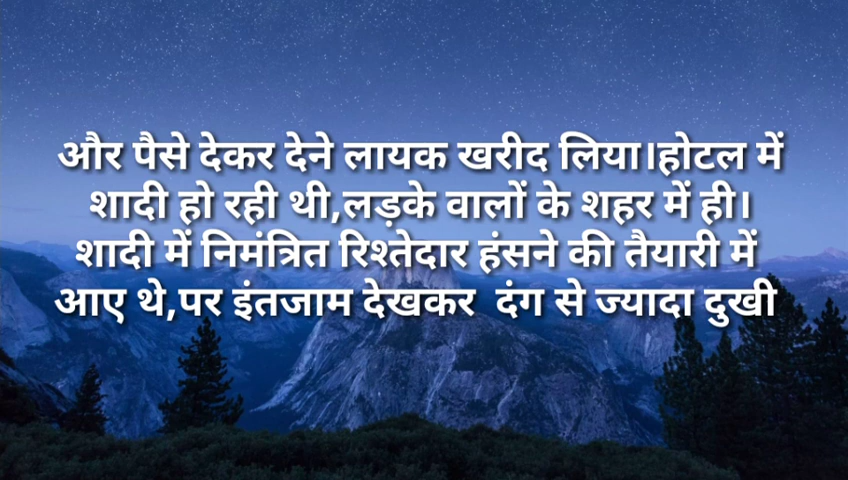 और पैसे देकर देने लायक खरीद लिया।होटल में
शादी हो रही थी,लड़के वालों के शहर में ही।
शादी में निमंत्रित रिश्तेदार हंसने की तैयारी में
आए थे,पर इंतजाम देखकर  दंग से ज्यादा दुखी